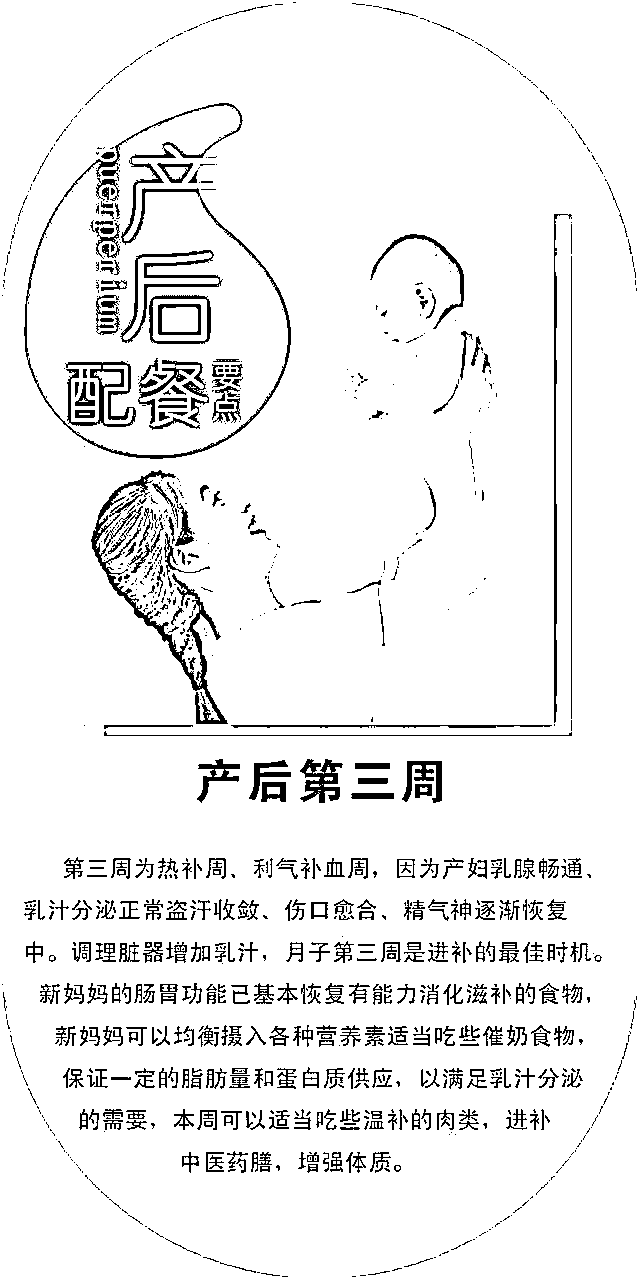 产后
puerperium
配餐要点
产后第三周
第三周为热补周、利气补血周，因为产妇乳腺畅通、
乳汁分泌正常盗汗收敛、伤口愈合、精气神逐渐恢复
中。调理脏器增加乳汁，月子第三周是进补的最佳时机。
新妈妈的肠胃功能已基本恢复有能力消化滋补的食物，
新妈妈可以均衡摄入各种营养素适当吃些催奶食物，
保证一定的脂肪量和蛋白质供应，以满足乳汁分泌
的需要，本周可以适当吃些温补的肉类，进补
中医药膳，增强体质。